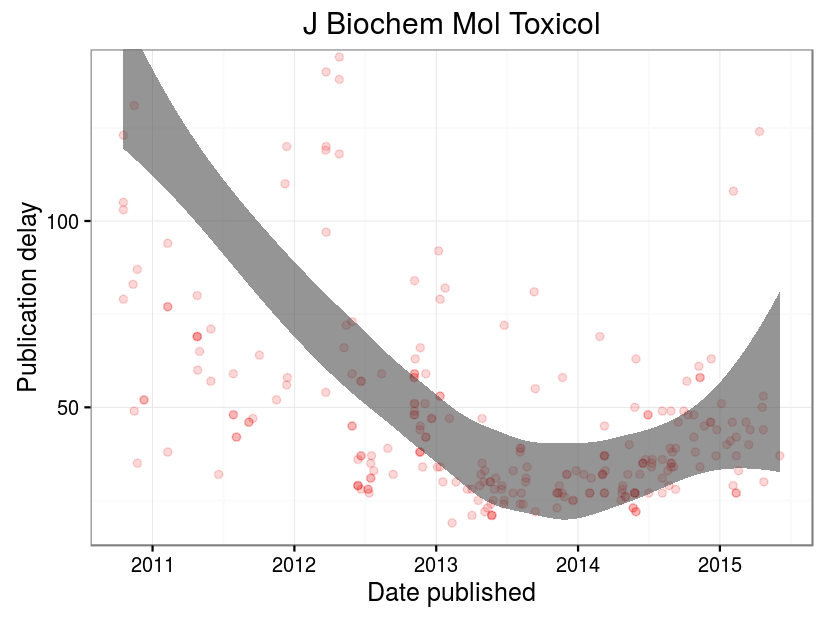 J Biochem Mol Toxicol
Publication delay
100
50
2011 2012 2013 2014 2015
Date published